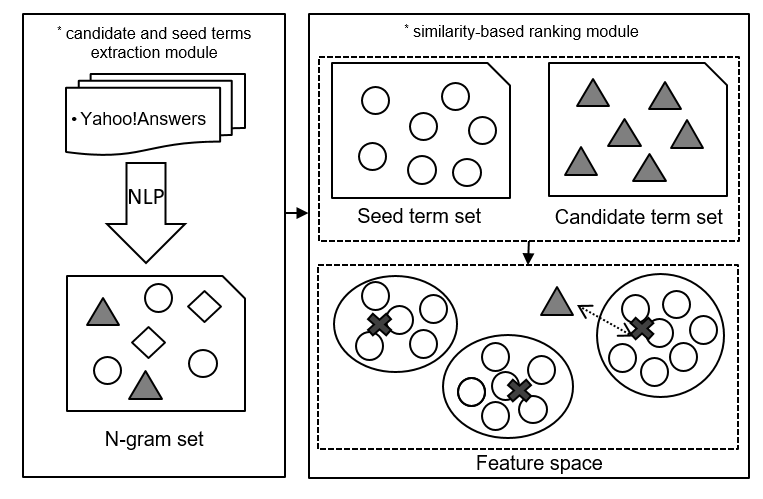 * candidate and seed terms
extraction module
• Yahoo!Answers
NLP
N-gram set
* similarity-based ranking module
Seed term set
Candidate term set
Feature space